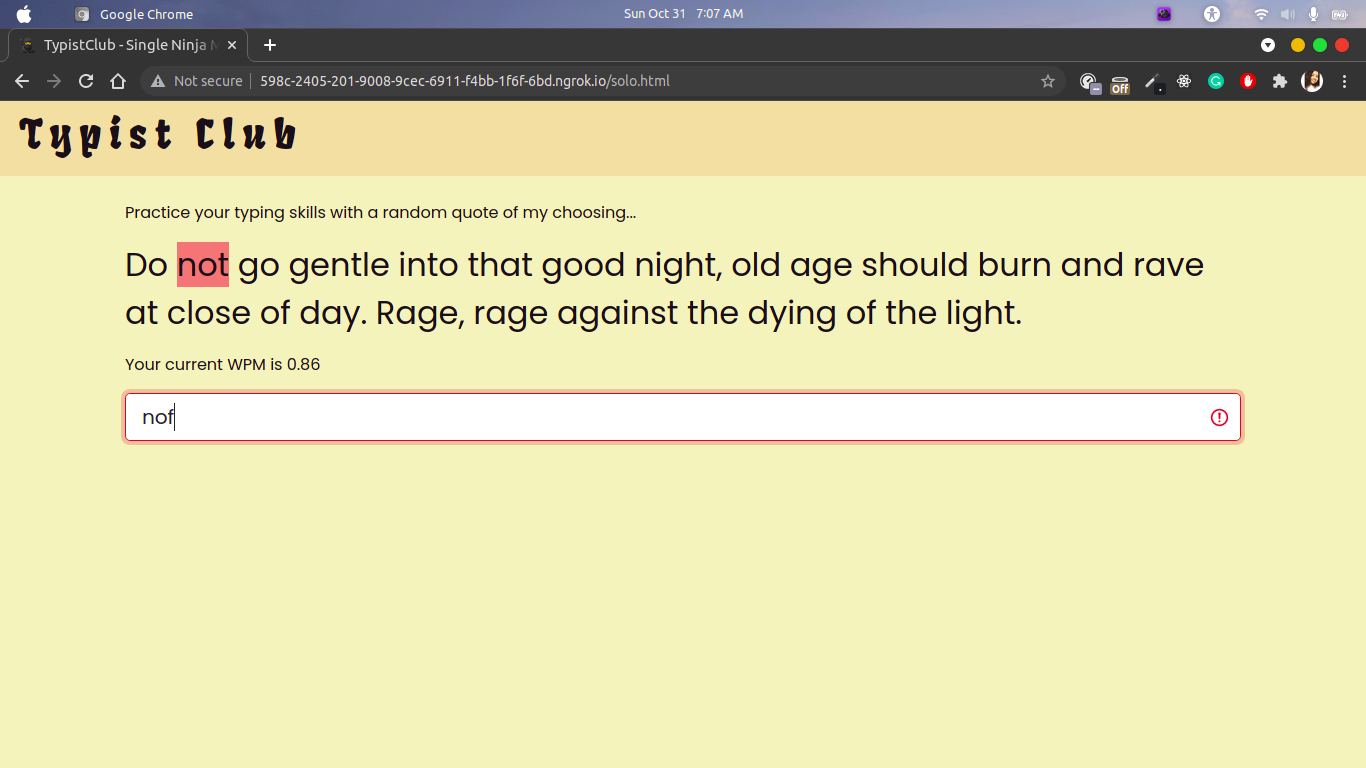 Google Chrome
Sun Oct 31 7:07 AM
TypistClub - Single Ninja
Not secure
598c-2405-201-9008-9cec-6911-f4bb-1f6f-6bd.ngrok.io/solo.html
Off
Typist Club
Practice your typing skills with a random quote of my choosing...
Do not go gentle into that good night, old age should burn and rave
at close of day. Rage, rage against the dying of the light.
Your current WPM is 0.86
nof